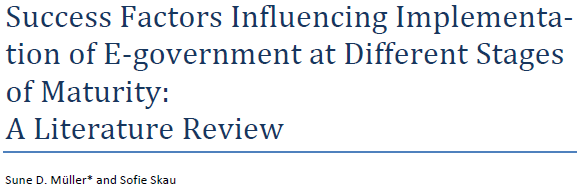 Success Factors Influencing Implementa-
tion of E-government at Different Stages
of Maturity:
A Literature Review
Sune D. Müller* and Sofie Skau